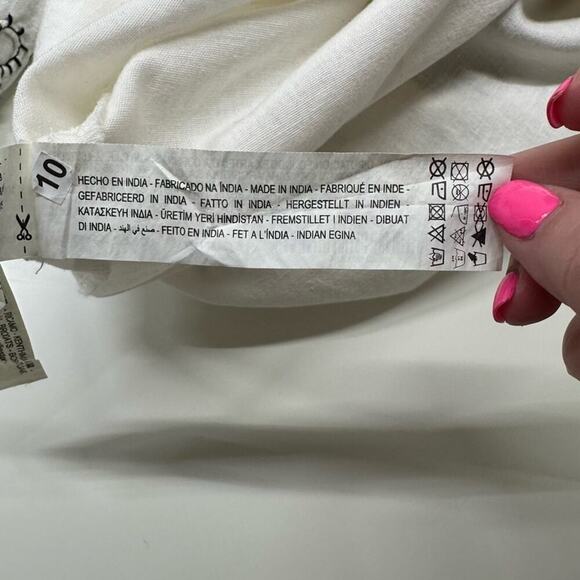 10
HECHO EN INDIA - FABRICADO NA ÍNDIA - MADE IN INDIA - FABRIQUÉ EN INDE -
GEFABRICEERD IN INDIA - FATTO IN INDIA - HERGESTELLT IN INDIEN -
ΚΑΤΑΣΚΕΥΗ ΙΝΔΙΑ - ÜRETİM YERİ HİNDİSTAN - FREMSTILLET I INDIEN - DIBUAT
DI INDIA - صنع في الهند - FEITO EN INDIA - FET A L'ÍNDIA - INDIAN EGINA